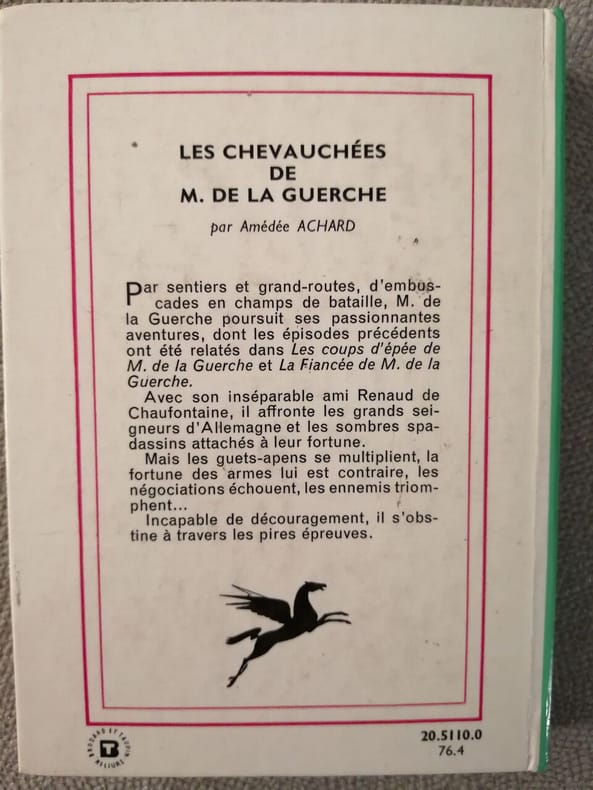 LES CHEVAUCHÉES
DE
M. DE LA GUERCHE
par Amédée ACHARD
Par sentiers et grand-routes, d'embus-
cades en champs de bataille, M. de
la Guerche poursuit ses passionnantes
aventures, dont les épisodes précédents
ont été relatés dans Les coups d'épée de
M. de la Guerche et La Fiancée de M. de la
Guerche.
Avec son inséparable ami Renaud de
Chaufontaine, il affronte les grands sei-
gneurs d'Allemagne et les sombres spa-
dassins attachés à leur fortune.
Mais les guets-apens se multiplient, la
fortune des armes lui est contraire, les
négociations échouent, les ennemis triom-
phent...
Incapable de découragement, il s'obs-
tine à travers les pires épreuves.
BRODARD ET TAUPIN
RELIURE
20.5110.0
76.4